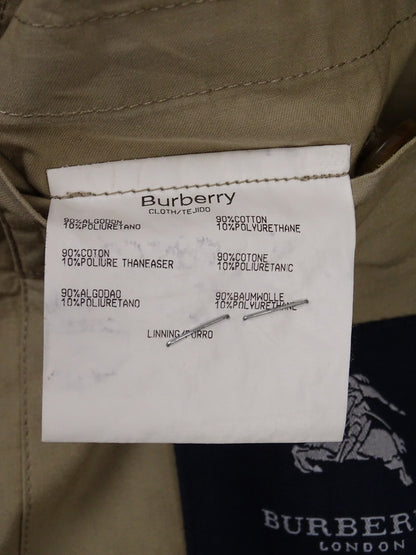 Burberry
CLOTH/TEJIDO
90%ALGODON
10%POLIURETANO
90%COTTON
10%POLYURETHANE
90%COTON
10%POLIURE THANEASER
90%COTONE
10%POLIURETANIC
90%ALGODAO
10%POLIURETANO
90%BAUMWOLLE
10%POLYURETHANE
LINNING/FORRO
BURBERRY
LONDON